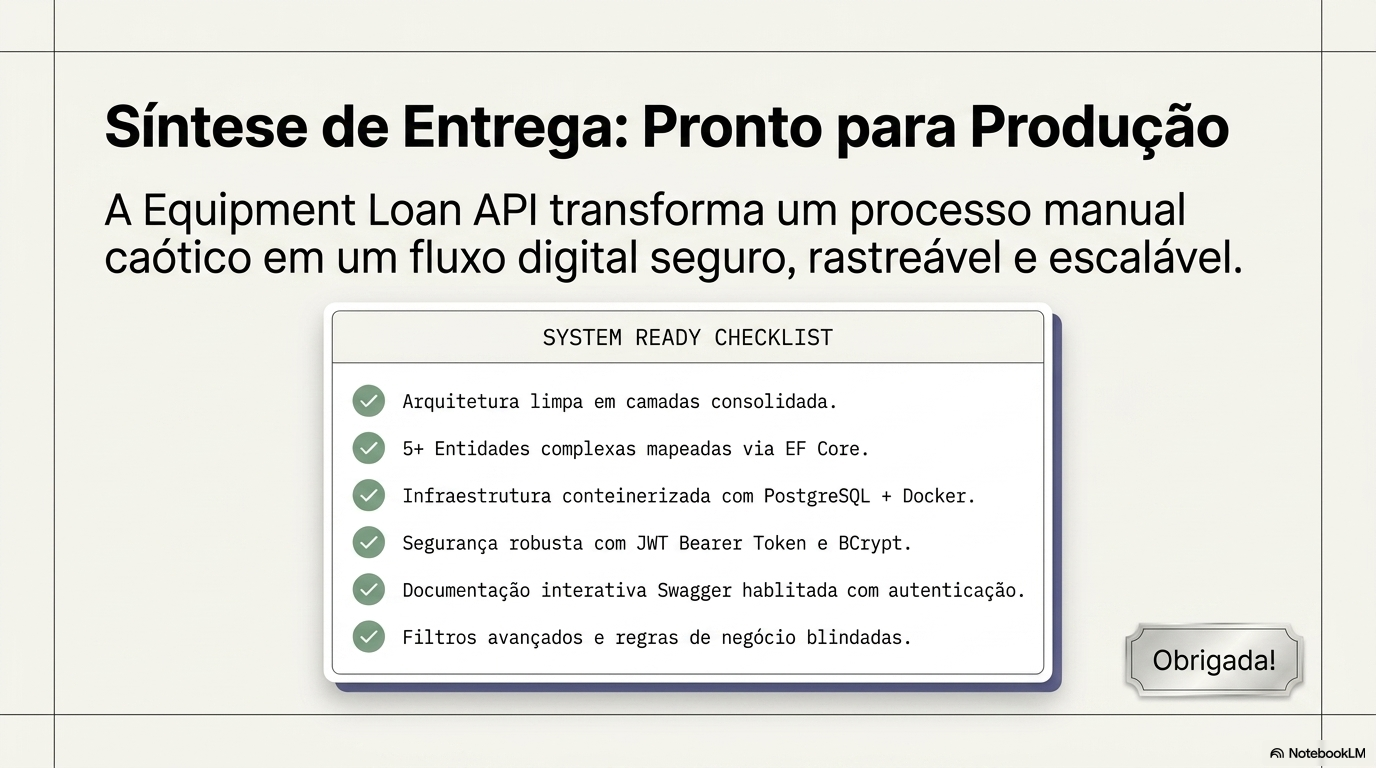 Síntese de Entrega: Pronto para Produção
A Equipment Loan API transforma um processo manual
caótico em um fluxo digital seguro, rastreável e escalável.
SYSTEM READY CHECKLIST
Arquitetura limpa em camadas consolidada.
5+ Entidades complexas mapeadas via EF Core.
Infraestrutura conteinerizada com PostgreSQL + Docker.
Segurança robusta com JWT Bearer Token e BCrypt.
Documentação interativa Swagger hablitada com autenticação.
Filtros avançados e regras de negócio blindadas.
Obrigada!
NotebookLM